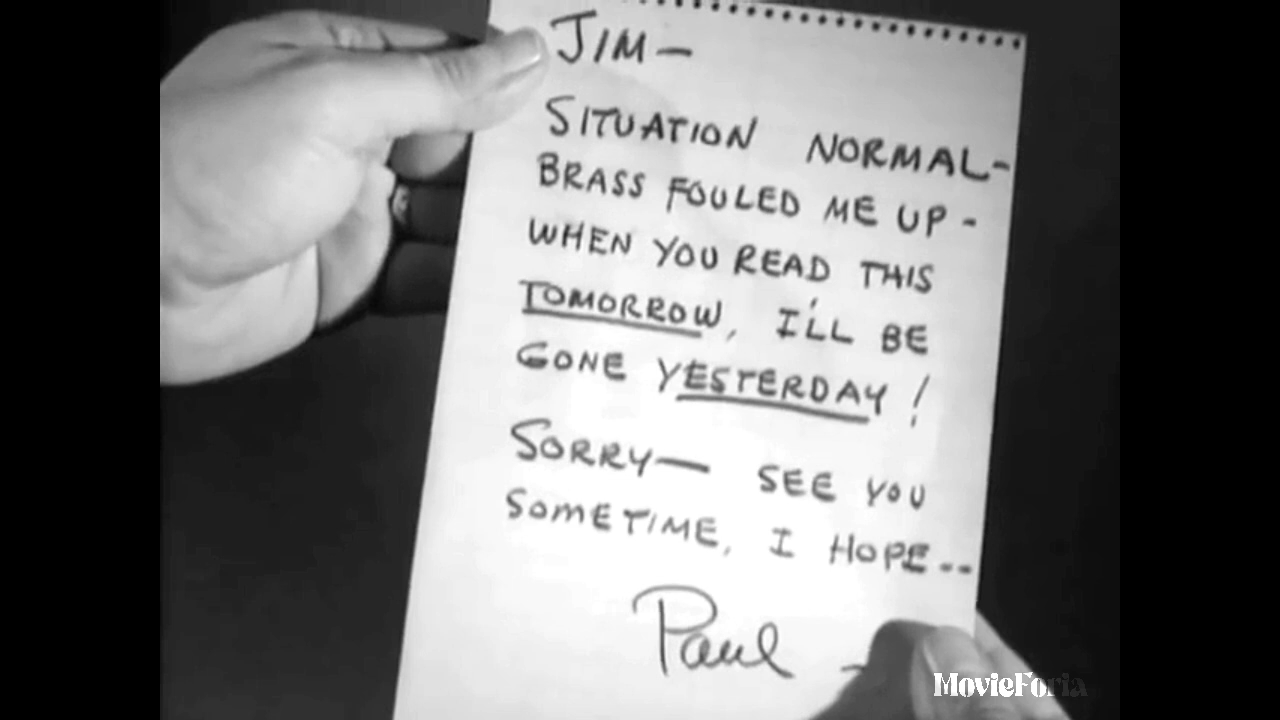 JIM—
SITUATION NORMAL-
BRASS FOULED ME UP -
WHEN YOU READ THIS
TOMORROW, I'LL BE
GONE YESTERDAY!
SORRY— SEE YOU
SOMETIME, I HOPE--
Paul -
MovieForia